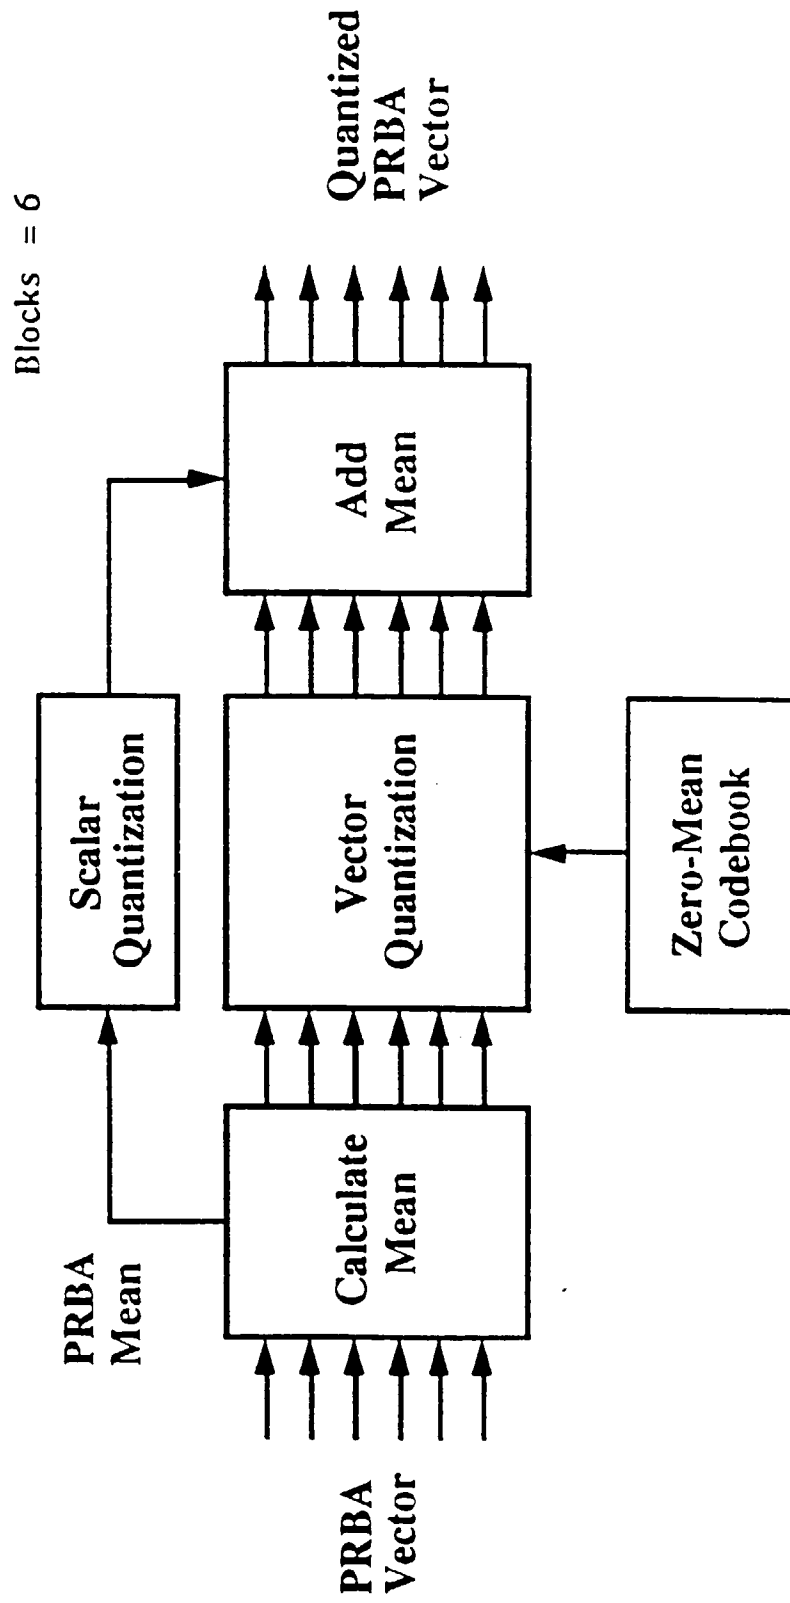 Blocks = 6
PRBA
Mean
Scalar
Quantization
PRBA
Vector
Calculate
Mean
Vector
Quantization
Add
Mean
Quantized
PRBA
Vector
Zero-Mean
Codebook